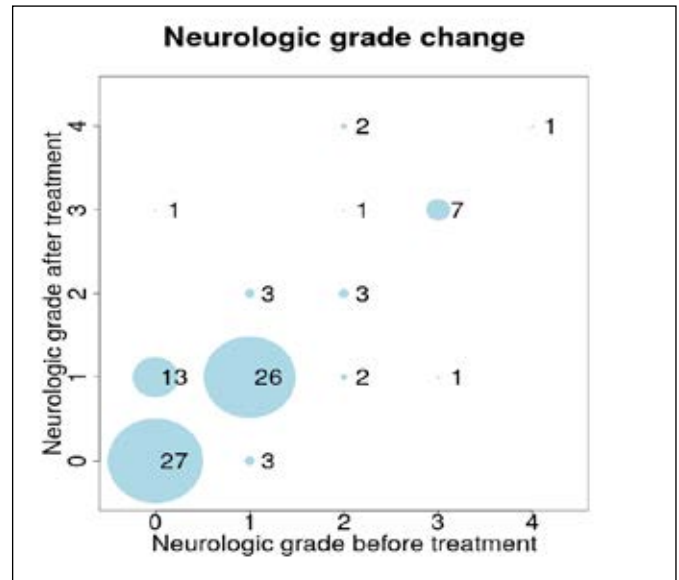 Neurologic grade change
Neurologic grade after treatment
4 2 1
3 1 1 7
2 3 3
1 13 26 2 1
0 27 3
0 1 2 3 4
Neurologic grade before treatment